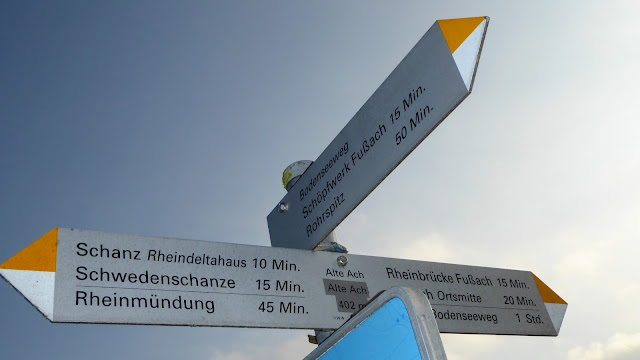 Bodenseeweg
Schöpfwerk Fußach 15 Min.
Rohrspitz 50 Min.
Schanz Rheindeltahaus 10 Min.
Schwedenschanze 15 Min.
Rheinmündung 45 Min.
Alte Ach
Alte Ach
402
Rheinbrücke Fußach 15 Min.
Ortsmitte 20 Min.
Bodenseeweg 1 Std.